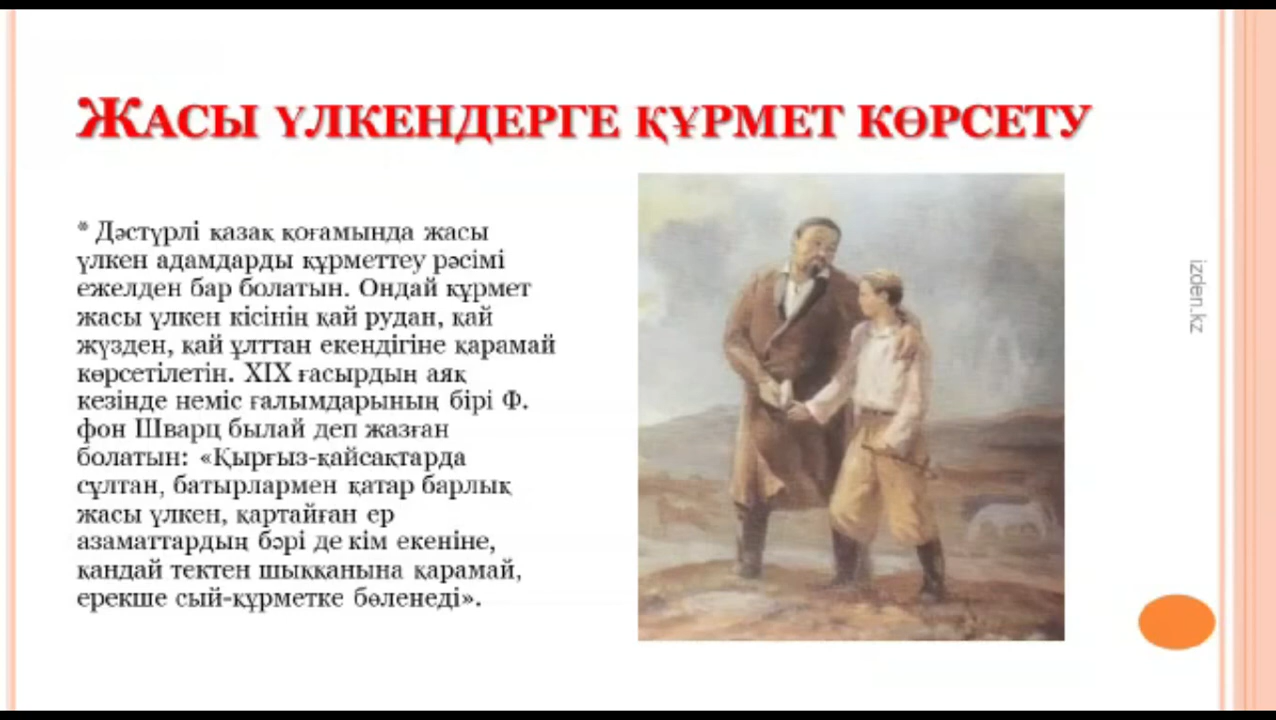 ЖАСЫ ҮЛКЕНДЕРГЕ ҚҰРМЕТ КӨРСЕТУ
* Дәстүрлі қазақ қоғамында жасы
үлкен адамдарды құрметтеу рәсімі
ежелден бар болатын. Ондай құрмет
жасы үлкен кісінің қай рудан, қай
жүзден, қай ұлттан екендігіне қарамай
көрсетілетін. XIX ғасырдың аяқ
кезінде неміс ғалымдарының бірі Ф.
фон Шварц былай деп жазған
болатын: «Қырғыз-қайсақтарда
сұлтан, батырлармен қатар барлық
жасы үлкен, қартайған ер
азаматтардың бәрі де кім екеніне,
қандай тектен шыққанына қарамай,
ерекше сый-құрметке бөленеді».
izden.kz